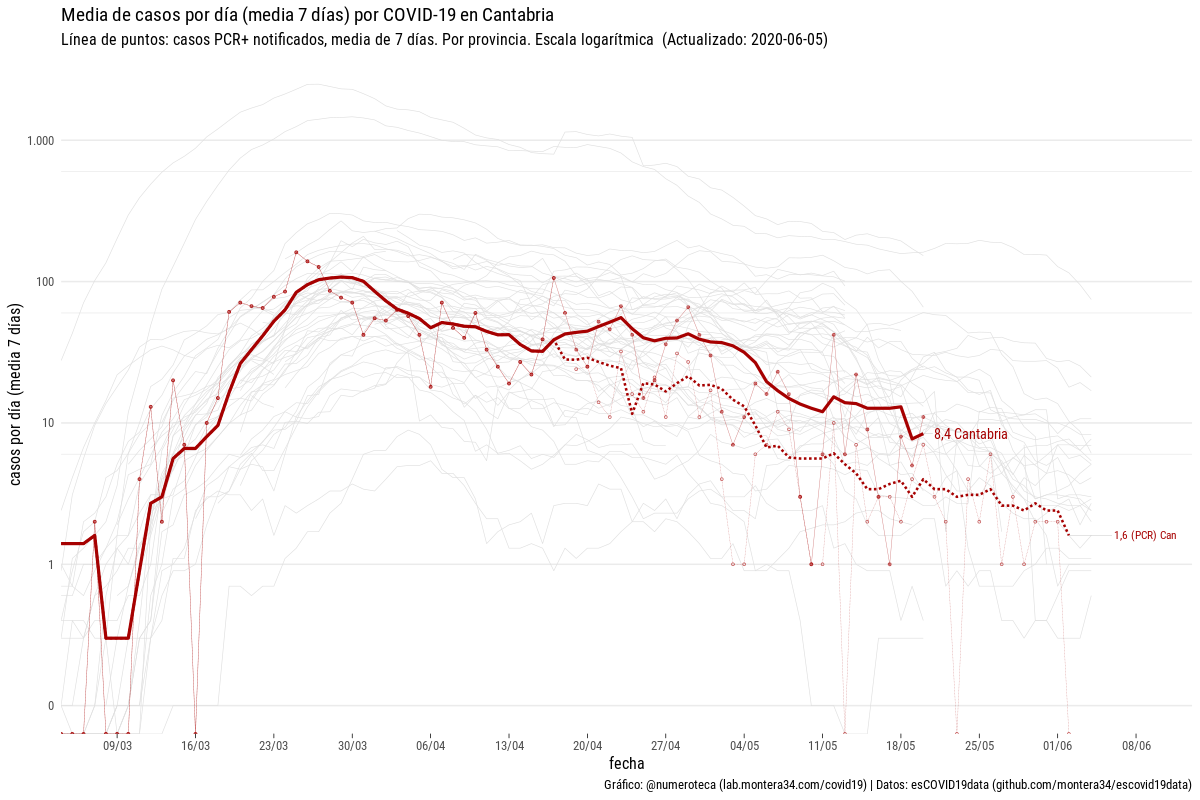 Media de casos por día (media 7 días) por COVID-19 en Cantabria
Línea de puntos: casos PCR+ notificados, media de 7 días. Por provincia. Escala logarítmica  (Actualizado: 2020-06-05)
casos por día (media 7 días)
1.000
100
10
1
0
8,4 Cantabria
1,6 (PCR) Can
09/03 16/03 23/03 30/03 06/04 13/04 20/04 27/04 04/05 11/05 18/05 25/05 01/06 08/06
fecha
Gráfico: @numeroteca (lab.montera34.com/covid19) | Datos: esCOVID19data (github.com/montera34/escovid19data)